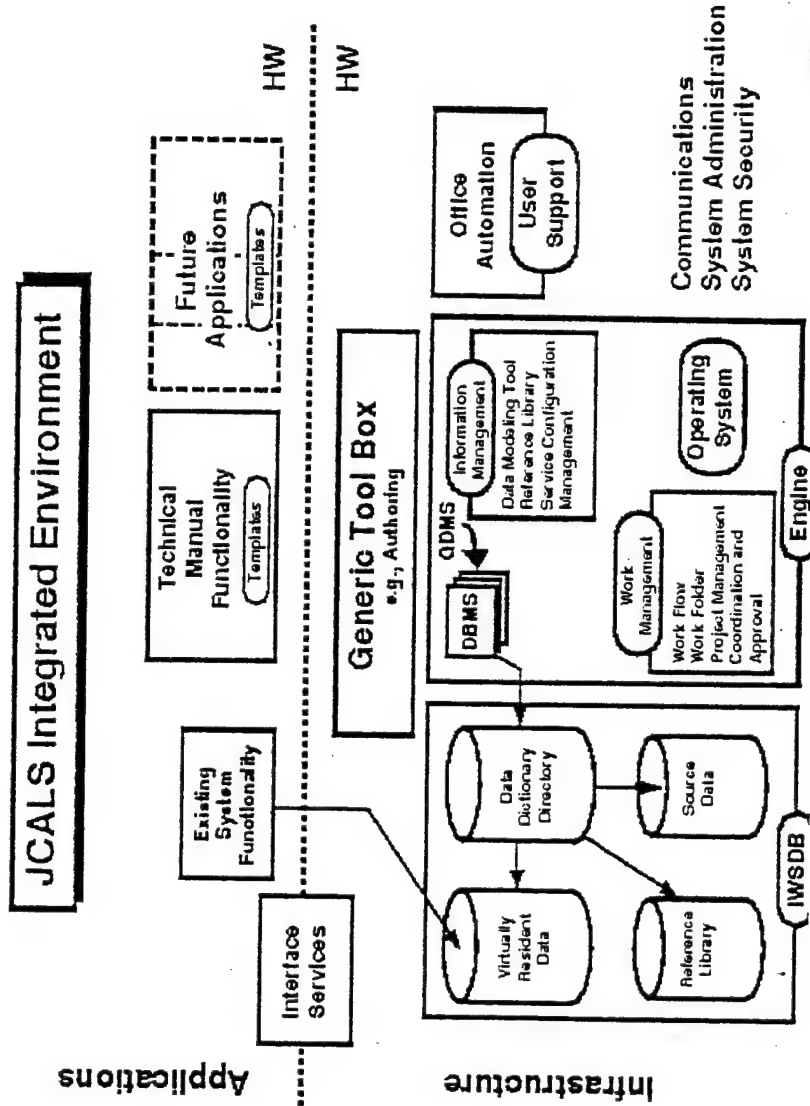 JCALS Integrated Environment
Applications
Existing
System
Functionality
Technical
Manual
Functionality
Templates
Future
Applications
Templates
HW
Interface
Services
HW
Infrastructure
Generic Tool Box
e.g., Authoring
Virtually
Resident
Data
Data
Dictionary
Directory
Reference
Library
Source
Data
IWSDB
DBMS
QDMS
Information
Management
Data Modeling Tool
Reference Library
Service Configuration
Management
Work
Management
Work Flow
Work Folder
Project Management
Coordination and
Approval
Operating
System
Engine
Office
Automation
User
Support
Communications
System Administration
System Security